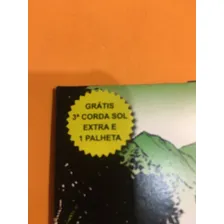 GRÁTIS
3ª CORDA SOL
EXTRA E
1 PALHETA